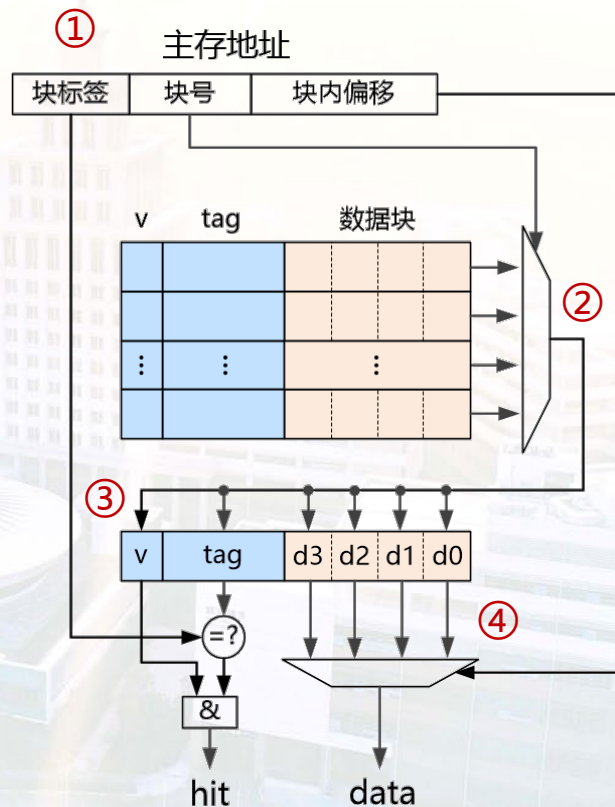 ①
主存地址
块标签 块号 块内偏移
v tag 数据块
②
⋮ ⋮ ⋮
③
v tag d3 d2 d1 d0
=?
④
&
hit data